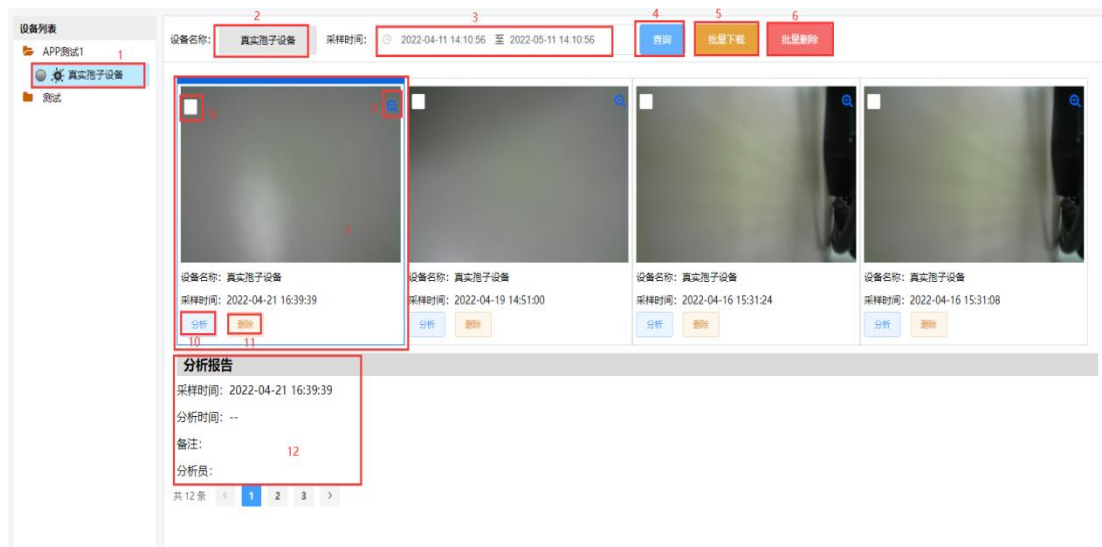 设备列表
APP测试1
1
真实孢子设备
测试
2
3
4
5
6
设备名称:
真实孢子设备
采样时间:
2022-04-11 14:10:56 至 2022-05-11 14:10:56
查询
批量下载
批量删除
7
设备名称: 真实孢子设备
采样时间: 2022-04-21 16:39:39
分析
删除
10
11
设备名称: 真实孢子设备
采样时间: 2022-04-19 14:51:00
分析
删除
设备名称: 真实孢子设备
采样时间: 2022-04-16 15:31:24
分析
删除
设备名称: 真实孢子设备
采样时间: 2022-04-16 15:31:08
分析
删除
分析报告
采样时间: 2022-04-21 16:39:39
分析时间: --
备注:
12
分析员:
共 12 条 < 1 2 3 >